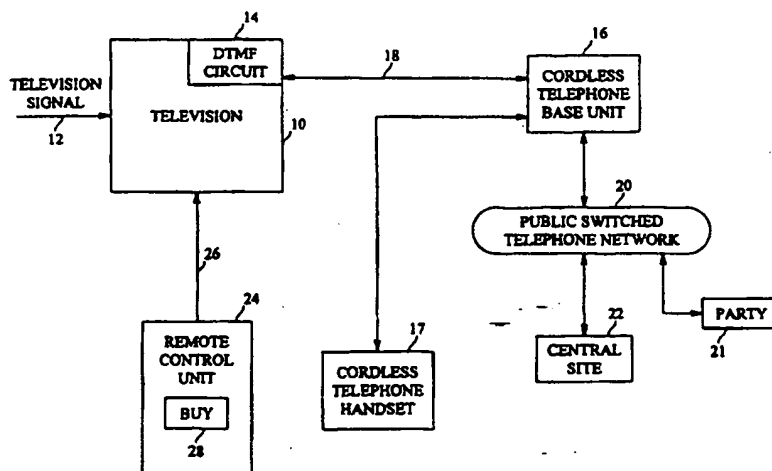 14
DTMF
CIRCUIT
TELEVISION
SIGNAL
12
TELEVISION
10
18
16
CORDLESS
TELEPHONE
BASE UNIT
20
PUBLIC SWITCHED
TELEPHONE NETWORK
26
24
REMOTE
CONTROL
UNIT
BUY
28
17
CORDLESS
TELEPHONE
HANDSET
22
CENTRAL
SITE
PARTY
21